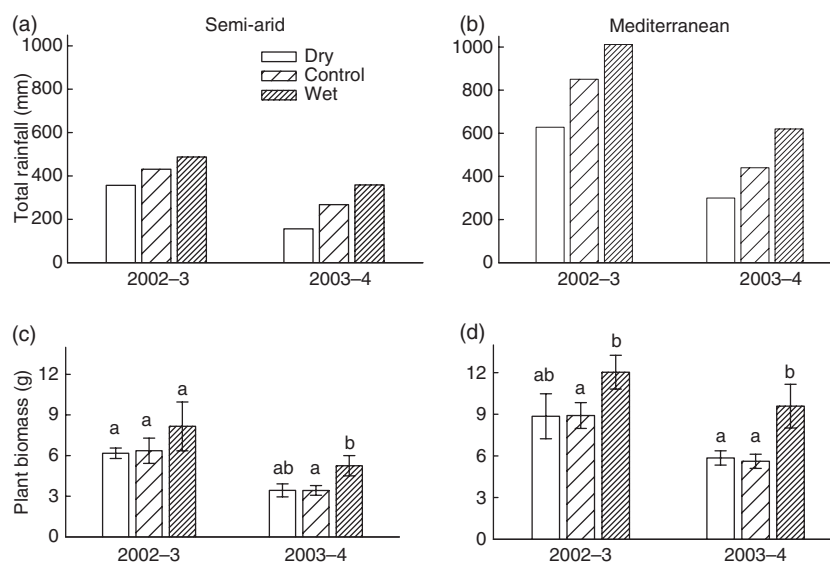 (a)
Semi-arid
(b)
Mediterranean
Total rainfall (mm)
1000
800
600
400
200
0
Dry
Control
Wet
2002–3
2003–4
1000
800
600
400
200
0
2002–3
2003–4
(c)
Plant biomass (g)
12
9
6
3
0
a
a
a
ab
a
b
2002–3
2003–4
(d)
12
9
6
3
0
ab
a
b
a
a
b
2002–3
2003–4